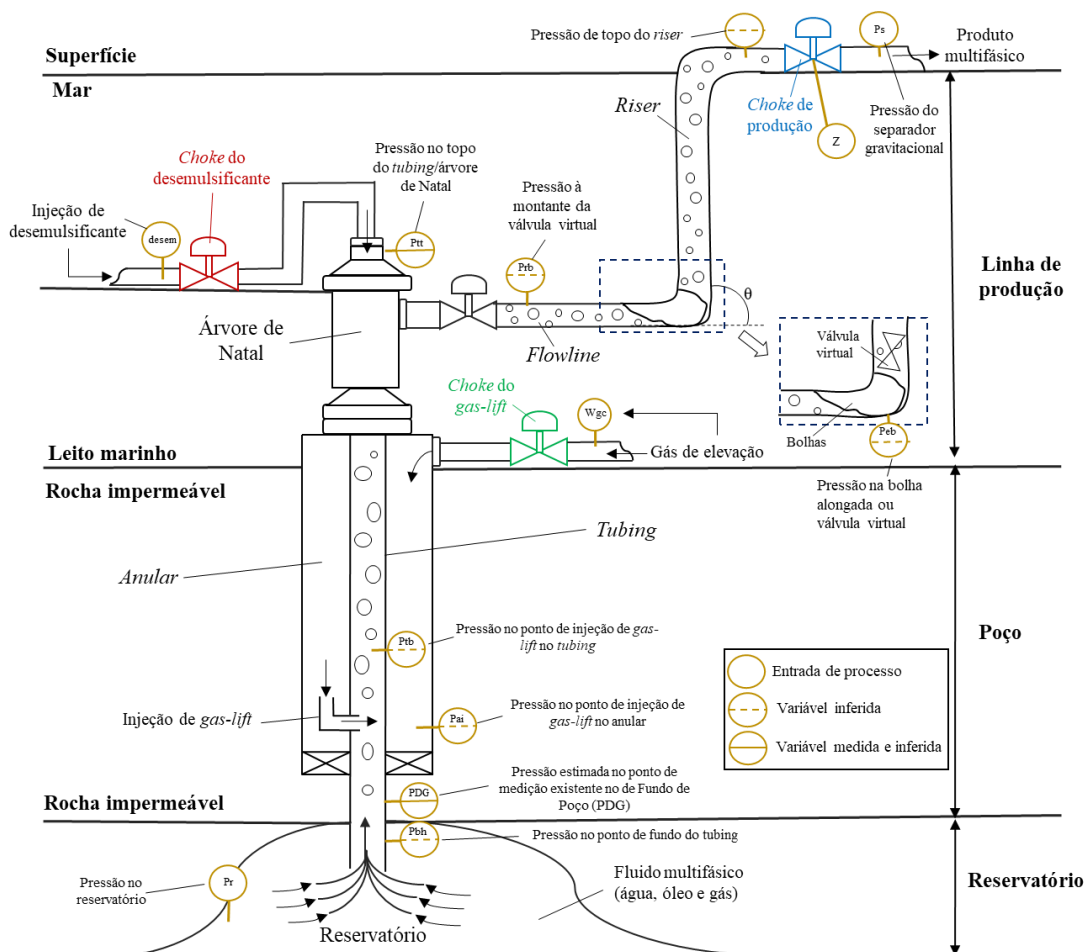 Superfície
Mar
Pressão de topo do riser
Ps
Produto
multifásico
Riser
Choke de
produção
Z
Pressão do
separador
gravitacional
Choke do
desemulsificante
Pressão no topo
do tubing/árvore
de Natal
Injeção de
desemulsificante
desem
Ptt
Pressão à
montante da
válvula virtual
Prb
θ
Linha de
produção
Árvore de
Natal
Flowline
Válvula
virtual
Bolhas
Peb
Choke do
gas-lift
Wgc
Gás de elevação
Leito marinho
Rocha impermeável
Pressão na bolha
alongada ou
válvula virtual
Tubing
Anular
Poço
Ptb
Pressão no ponto de injeção de gas-
lift no tubing
Entrada de processo
Variável inferida
Variável medida e inferida
Injeção de gas-lift
Pai
Pressão no ponto de injeção de
gas-lift no anular
PDG
Pressão estimada no ponto de
medição existente no de Fundo de
Poço (PDG)
Rocha impermeável
Pbh
Pressão no ponto de fundo do tubing
Pressão no
reservatório
Pr
Fluido multifásico
(água, óleo e gás)
Reservatório
Reservatório